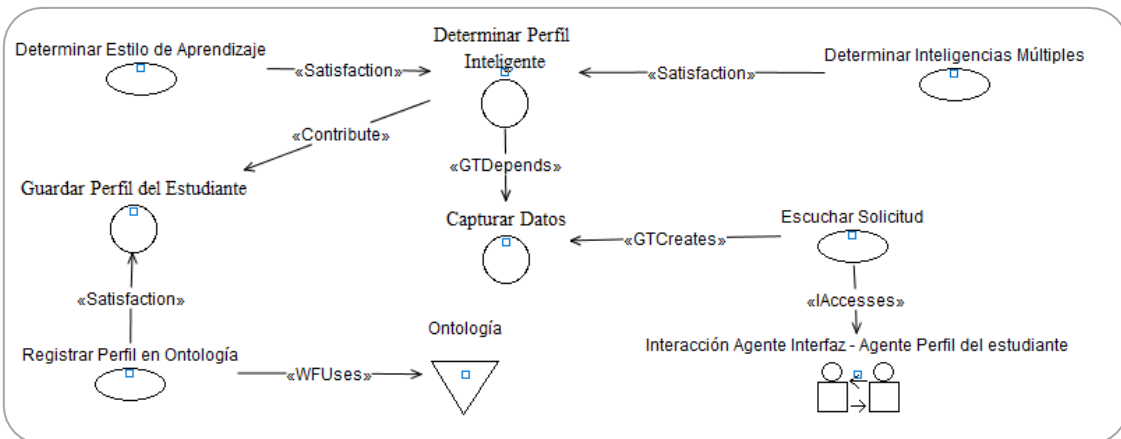 Determinar Estilo de Aprendizaje
Determinar Perfil
Inteligente
Determinar Inteligencias Múltiples
«Satisfaction»
«Satisfaction»
«Contribute»
«GTDepends»
Guardar Perfil del Estudiante
Capturar Datos
Escuchar Solicitud
«GTCreates»
«Satisfaction»
«IAccesses»
Ontología
Registrar Perfil en Ontología
Interacción Agente Interfaz - Agente Perfil del estudiante
«WFUses»